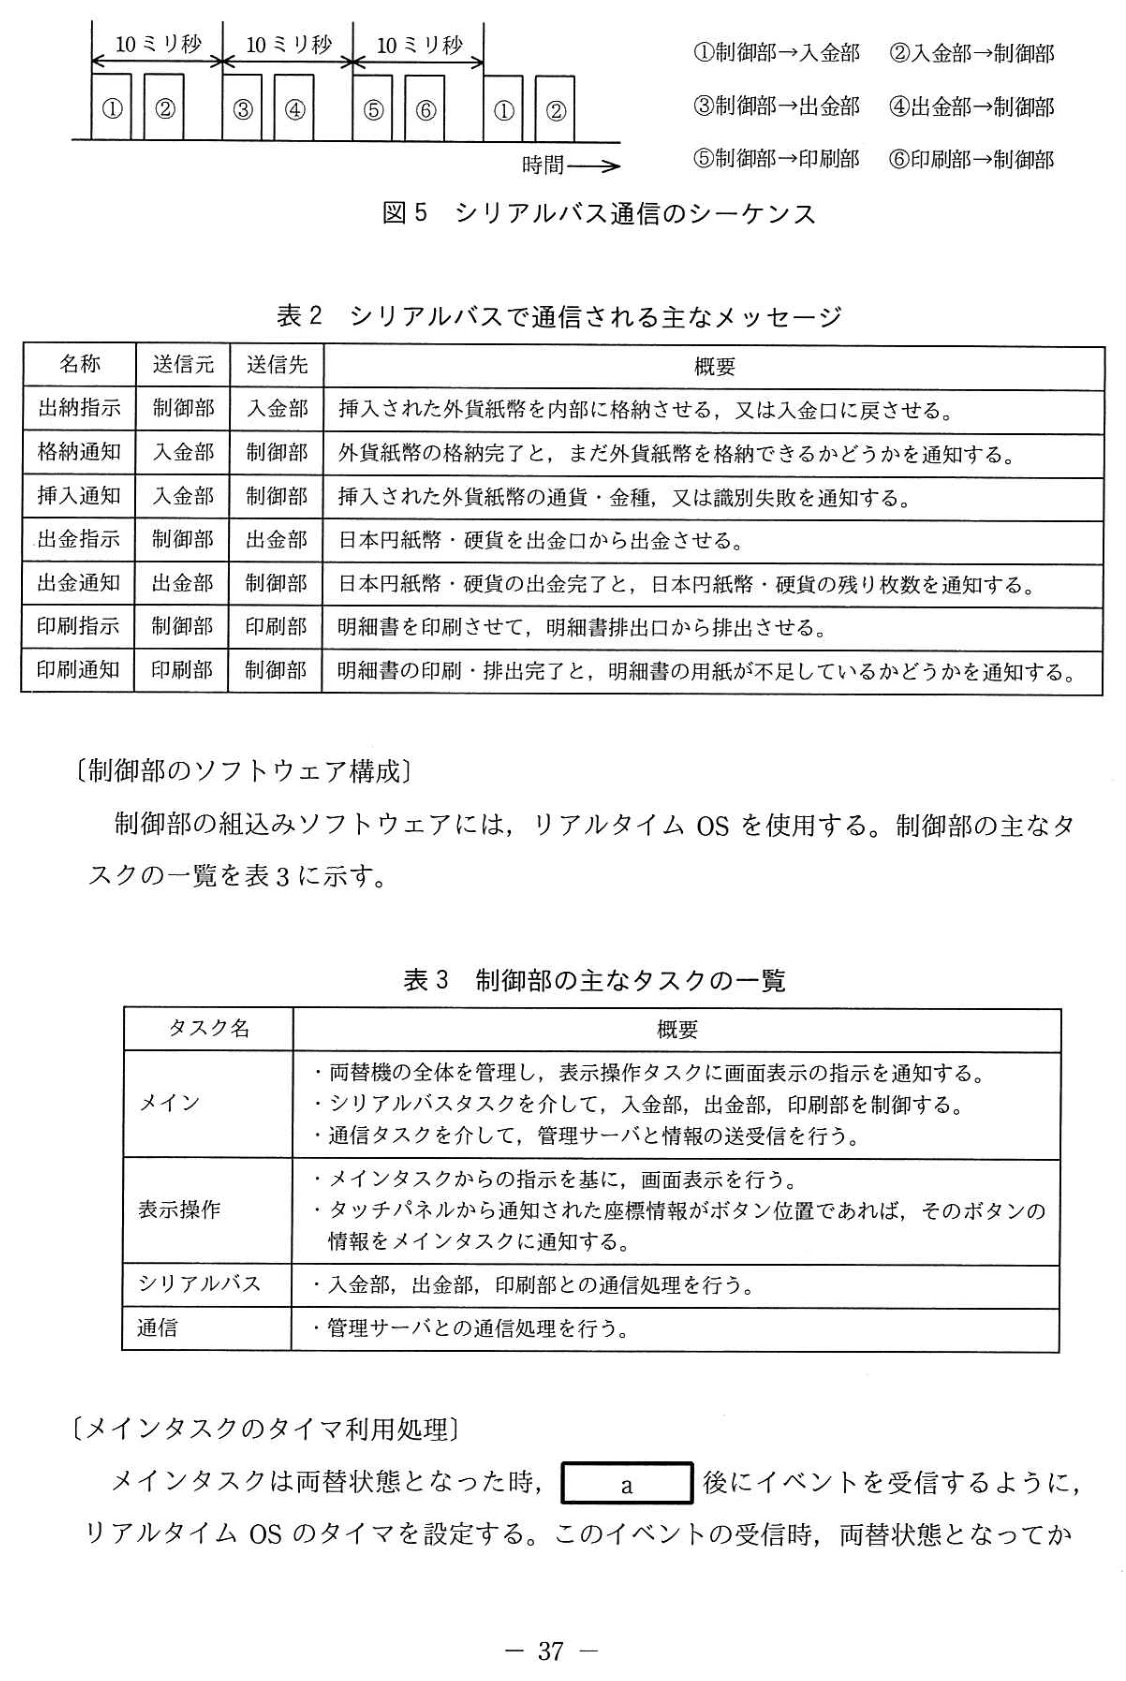 10ミリ秒 10ミリ秒 10ミリ秒
① ② ③ ④ ⑤ ⑥ ① ②
時間
①制御部→入金部 ②入金部→制御部
③制御部→出金部 ④出金部→制御部
⑤制御部→印刷部 ⑥印刷部→制御部
図5 シリアルバス通信のシーケンス
表2 シリアルバスで通信される主なメッセージ
名称 送信元 送信先 概要
出納指示 制御部 入金部 挿入された外貨紙幣を内部に格納させる，又は入金口に戻させる。
格納通知 入金部 制御部 外貨紙幣の格納完了と，まだ外貨紙幣を格納できるかどうかを通知する。
挿入通知 入金部 制御部 挿入された外貨紙幣の通貨・金種，又は識別失敗を通知する。
出金指示 制御部 出金部 日本円紙幣・硬貨を出金口から出金させる。
出金通知 出金部 制御部 日本円紙幣・硬貨の出金完了と，日本円紙幣・硬貨の残り枚数を通知する。
印刷指示 制御部 印刷部 明細書を印刷させて，明細書排出口から排出させる。
印刷通知 印刷部 制御部 明細書の印刷・排出完了と，明細書の用紙が不足しているかどうかを通知する。
〔制御部のソフトウェア構成〕
制御部の組込みソフトウェアには，リアルタイム OS を使用する。制御部の主なタ
スクの一覧を表3に示す。
表3 制御部の主なタスクの一覧
タスク名 概要
メイン
・両替機の全体を管理し，表示操作タスクに画面表示の指示を通知する。
・シリアルバスタスクを介して，入金部，出金部，印刷部を制御する。
・通信タスクを介して，管理サーバと情報の送受信を行う。
表示操作
・メインタスクからの指示を基に，画面表示を行う。
・タッチパネルから通知された座標情報がボタン位置であれば，そのボタンの
情報をメインタスクに通知する。
シリアルバス ・入金部，出金部，印刷部との通信処理を行う。
通信 ・管理サーバとの通信処理を行う。
〔メインタスクのタイマ利用処理〕
メインタスクは両替状態となった時， a 後にイベントを受信するように，
リアルタイム OS のタイマを設定する。このイベントの受信時，両替状態となってか
― 37 ―